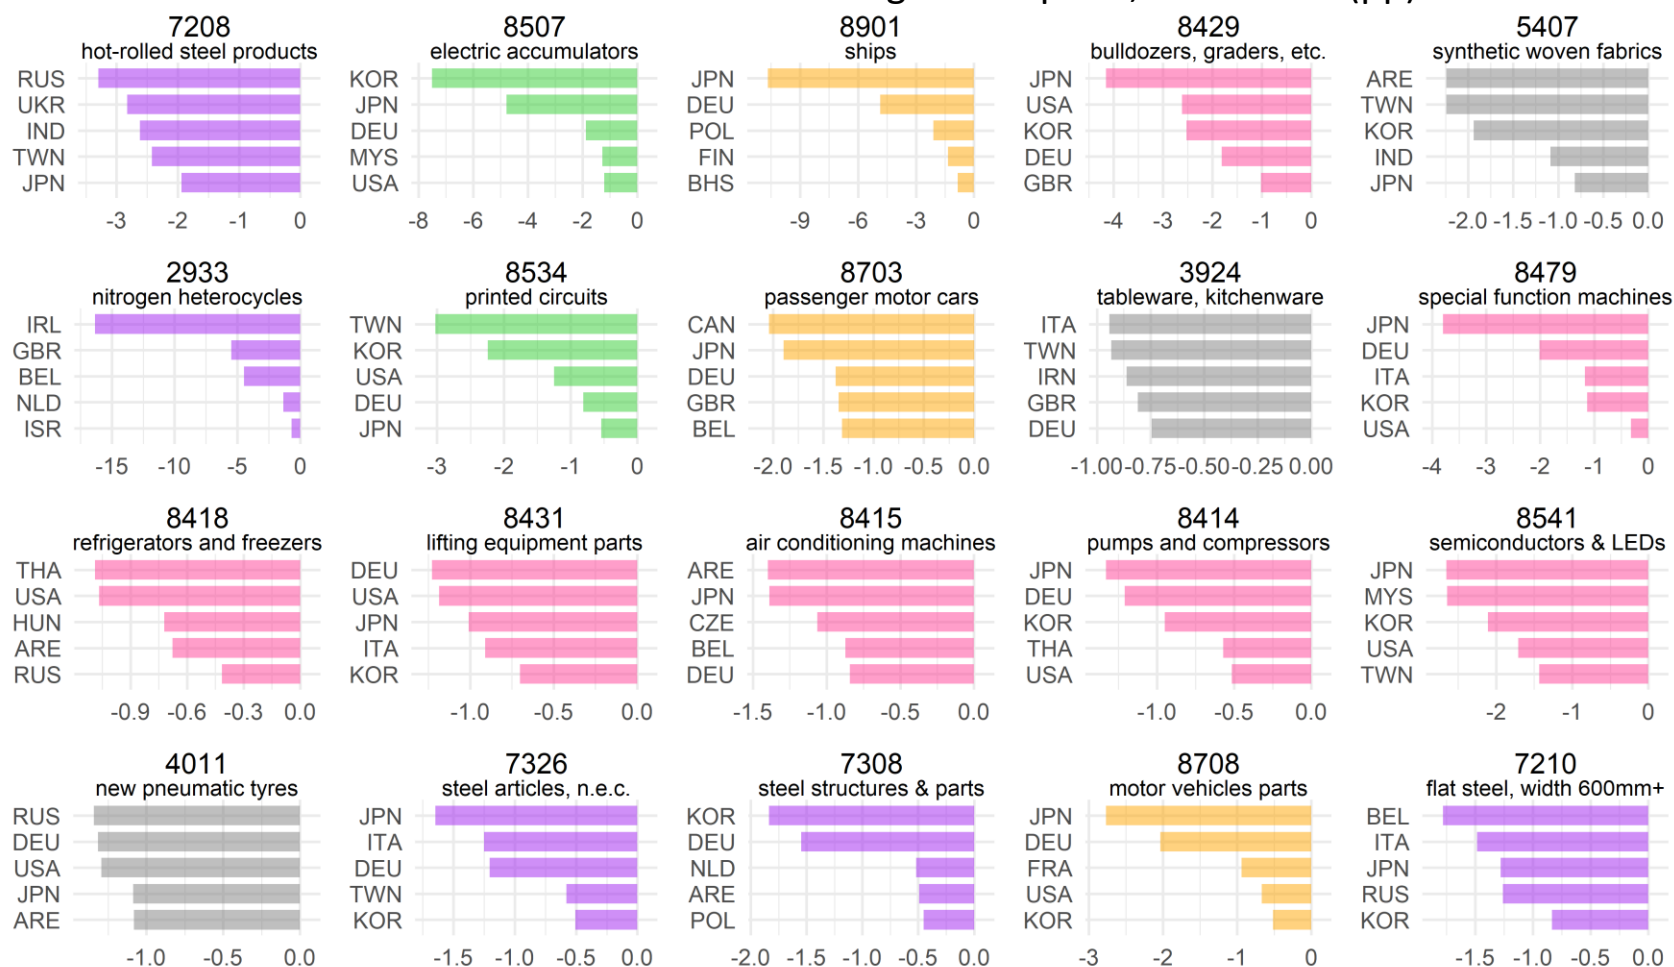 7208 8507 8901 8429 5407
hot-rolled steel products electric accumulators ships bulldozers, graders, etc. synthetic woven fabrics
RUS KOR JPN JPN ARE
UKR JPN DEU USA TWN
IND DEU POL KOR KOR
TWN MYS FIN DEU IND
JPN USA BHS GBR JPN
-3 -2 -1 0 -8 -6 -4 -2 0 -9 -6 -3 0 -4 -3 -2 -1 0 -2.0 -1.5 -1.0 -0.5 0.0
2933 8534 8703 3924 8479
nitrogen heterocycles printed circuits passenger motor cars tableware, kitchenware special function machines
IRL TWN CAN ITA JPN
GBR KOR JPN TWN DEU
BEL USA DEU IRN ITA
NLD DEU GBR GBR KOR
ISR JPN BEL DEU USA
-15 -10 -5 0 -3 -2 -1 0 -2.0 -1.5 -1.0 -0.5 0.0 -1.00 -0.75 -0.50 -0.25 0.00 -4 -3 -2 -1 0
8418 8431 8415 8414 8541
refrigerators and freezers lifting equipment parts air conditioning machines pumps and compressors semiconductors & LEDs
THA DEU ARE JPN JPN
USA USA JPN DEU MYS
HUN JPN CZE KOR KOR
ARE ITA BEL THA USA
RUS KOR DEU USA TWN
-0.9 -0.6 -0.3 0.0 -1.0 -0.5 0.0 -1.5 -1.0 -0.5 0.0 -1.0 -0.5 0.0 -2 -1 0
4011 7326 7308 8708 7210
new pneumatic tyres steel articles, n.e.c. steel structures & parts motor vehicles parts flat steel, width 600mm+
RUS JPN KOR JPN BEL
DEU ITA DEU DEU ITA
USA DEU NLD FRA JPN
JPN TWN ARE USA RUS
ARE KOR POL KOR KOR
-1.0 -0.5 0.0 -1.5 -1.0 -0.5 0.0 -2.0 -1.5 -1.0 -0.5 0.0 -3 -2 -1 0 -1.5 -1.0 -0.5 0.0